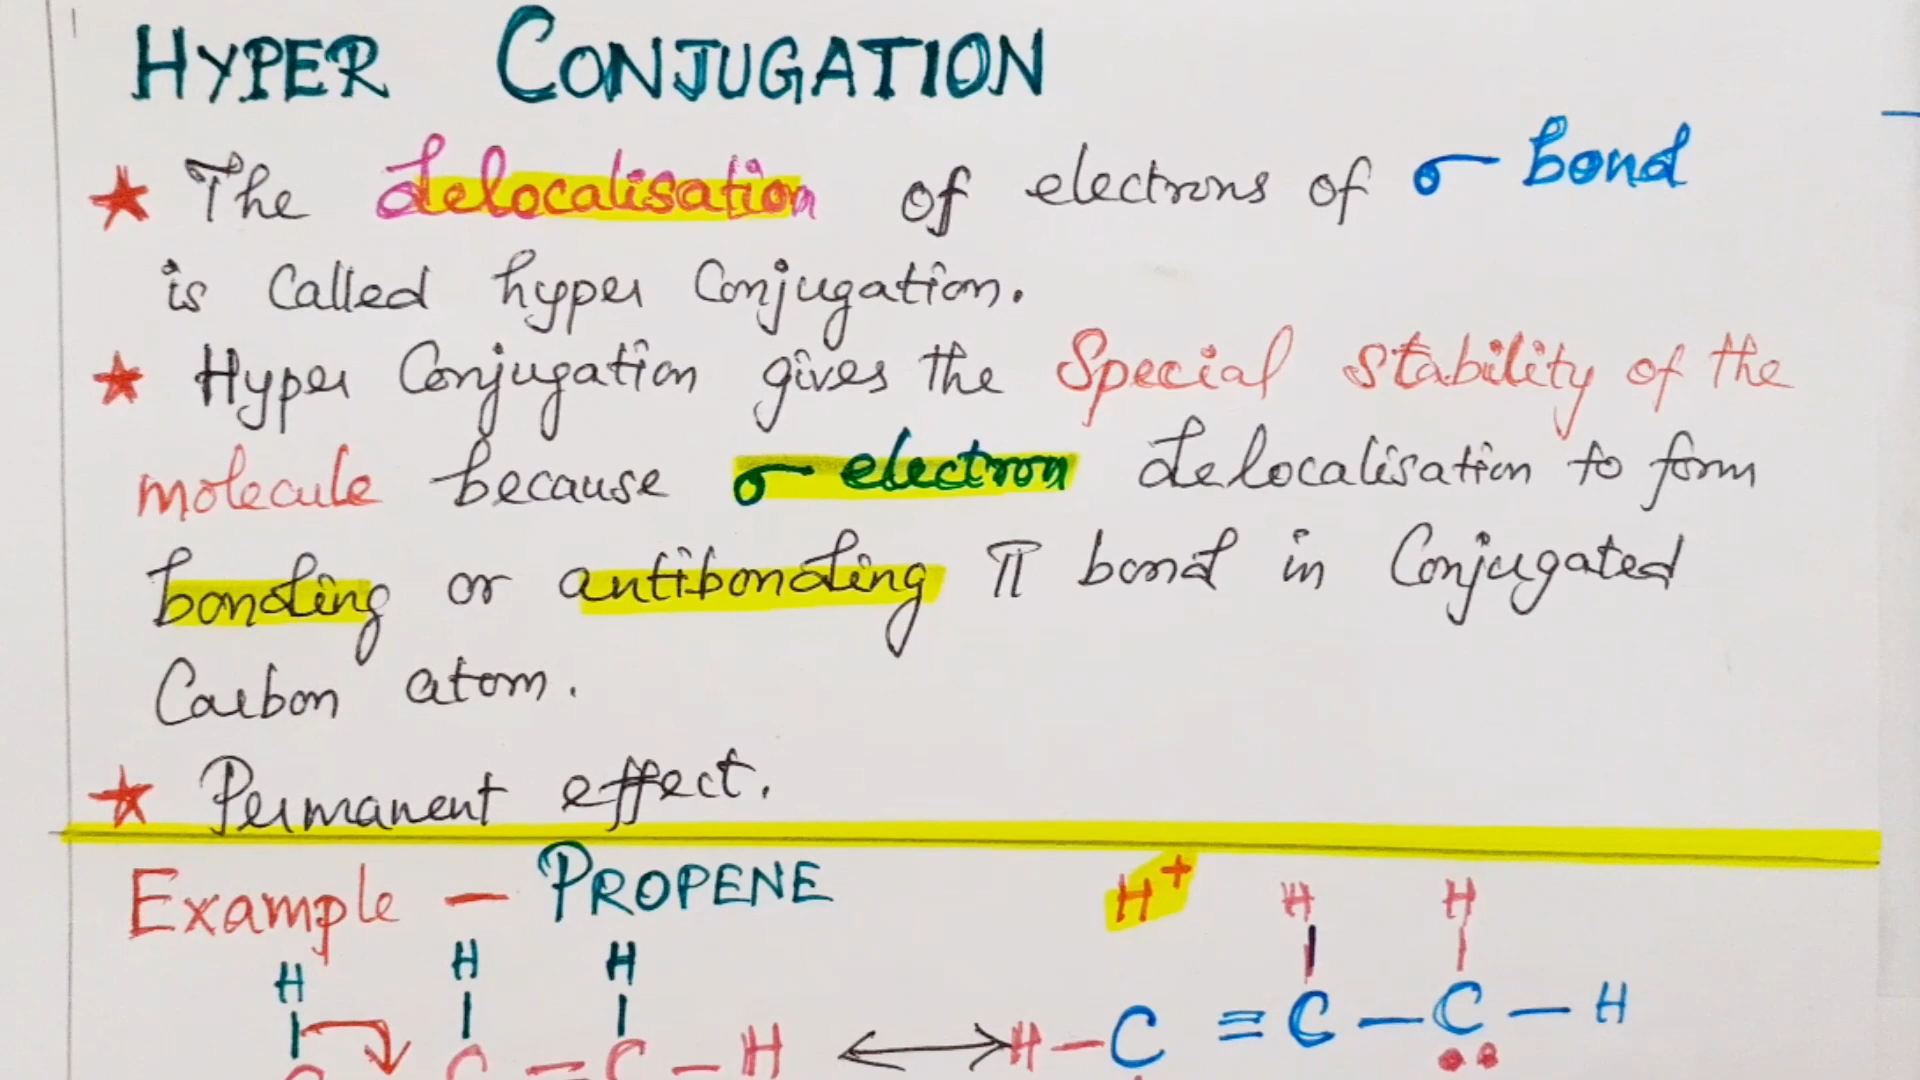 HYPER CONJUGATION
★ The delocalisation of electrons of σ bond
is called hyper Conjugation.
★ Hyper Conjugation gives the Special stability of the
molecule because σ electron delocalisation to form
bonding or antibonding π bond in Conjugated
Carbon atom.
★ Permanent effect.
Example - PROPENE
H+ H H
H H H
H - C = C - C - H
C C = C - H